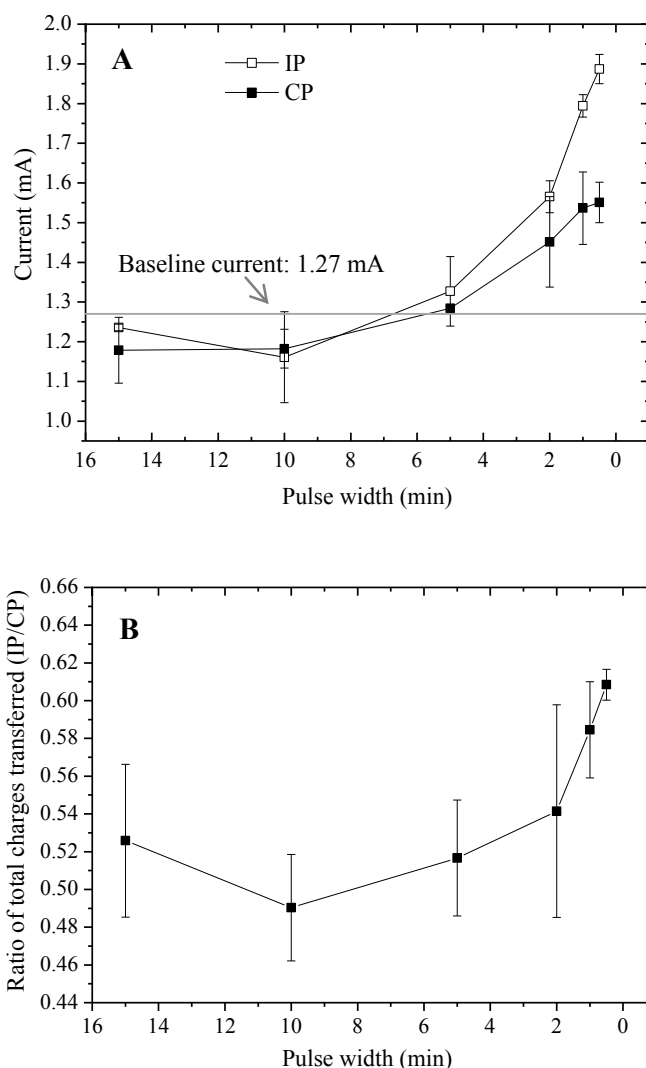 A
IP
CP
2.0
1.9
1.8
1.7
1.6
1.5
1.4
1.3
1.2
1.1
1.0
Current (mA)
Baseline current: 1.27 mA
16 14 12 10 8 6 4 2 0
Pulse width (min)
B
0.66
0.64
0.62
0.60
0.58
0.56
0.54
0.52
0.50
0.48
0.46
0.44
Ratio of total charges transferred (IP/CP)
16 14 12 10 8 6 4 2 0
Pulse width (min)